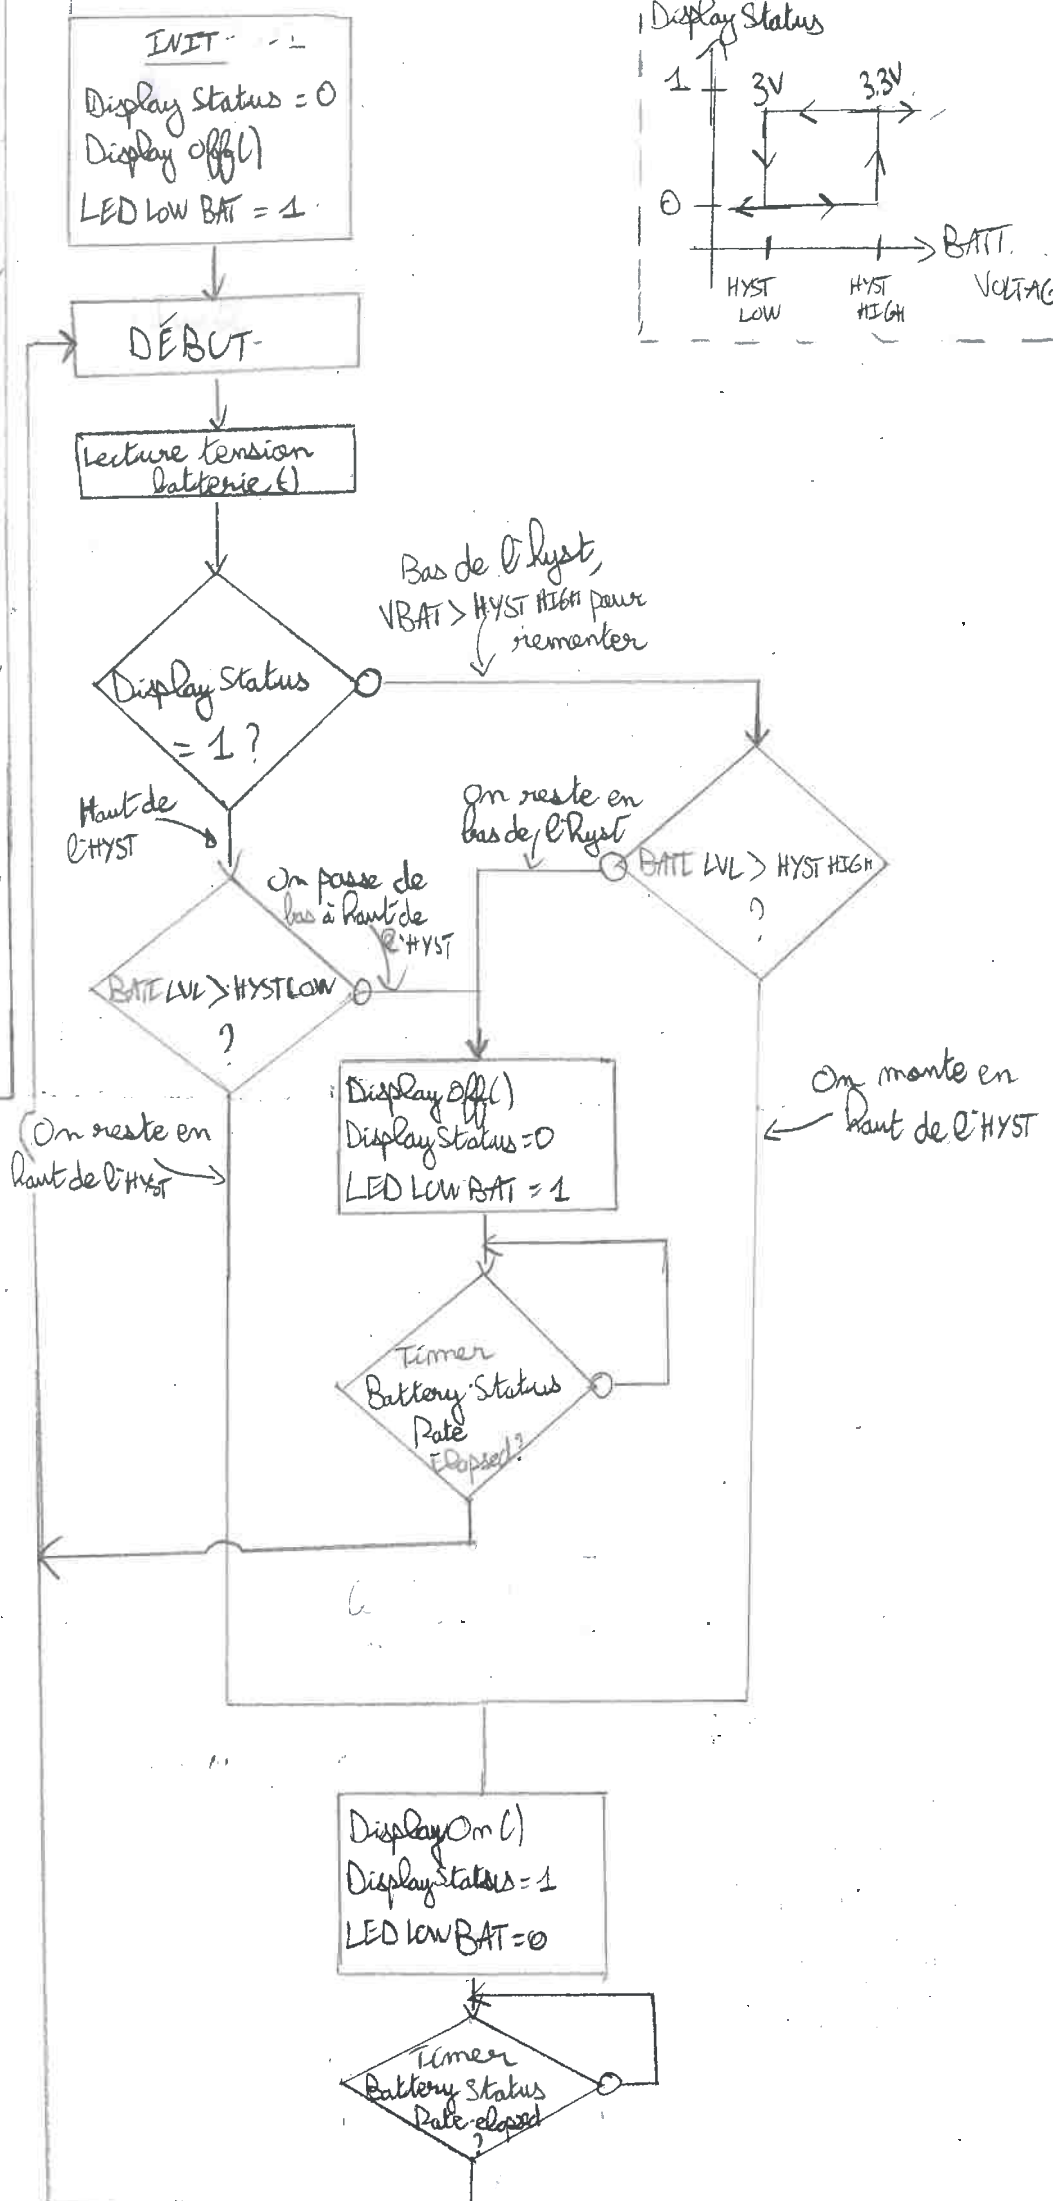 INIT
Display Status = 0
Display Off()
LED LOW BAT = 1
Display Status
1
3V
3.3V
0
BATT.
VOLTAG
HYST
LOW
HYST
HIGH
DÉBUT
Lecture tension
batterie()
Bas de l'hyst,
VBAT > HYST HIGH pour
remonter
Display Status
= 1 ?
Haut de
l'HYST
On reste en
bas de l'hyst
BATT LVL > HYST HIGH
?
On passe de
bas à haut de
l'HYST
BATT LVL > HYST LOW
?
Display Off()
Display Status = 0
LED LOW BAT = 1
On monte en
haut de l'HYST
On reste en
haut de l'HYST
Timer
Battery Status
Rate
Elapsed?
Display On()
Display Status = 1
LED LOW BAT = 0
Timer
Battery Status
Rate elapsed
?